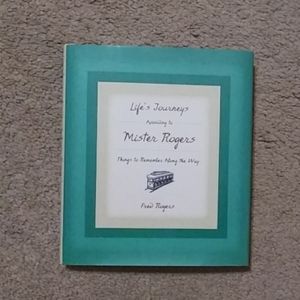 Life's Journeys
According to
Mister Rogers
Things to Remember Along the Way
Fred Rogers